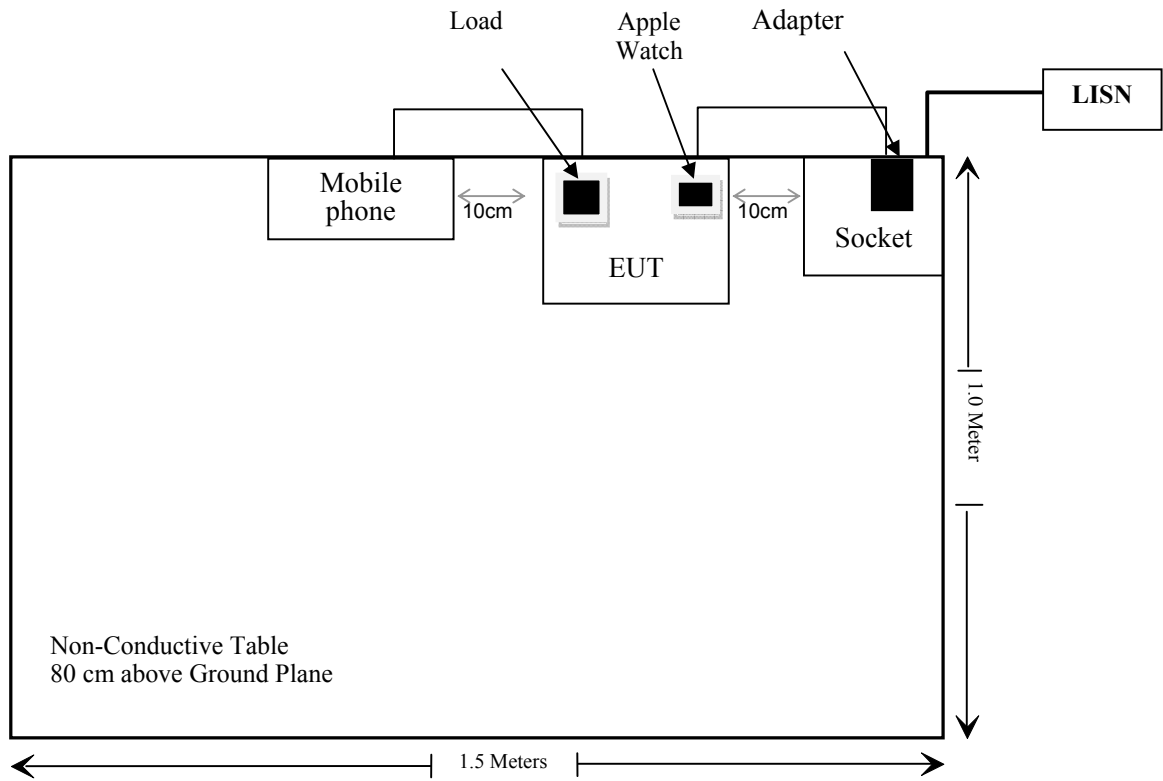 Load
Apple
Watch
Adapter
LISN
Mobile
phone
10cm
10cm
EUT
Socket
1.0 Meter
Non-Conductive Table
80 cm above Ground Plane
1.5 Meters